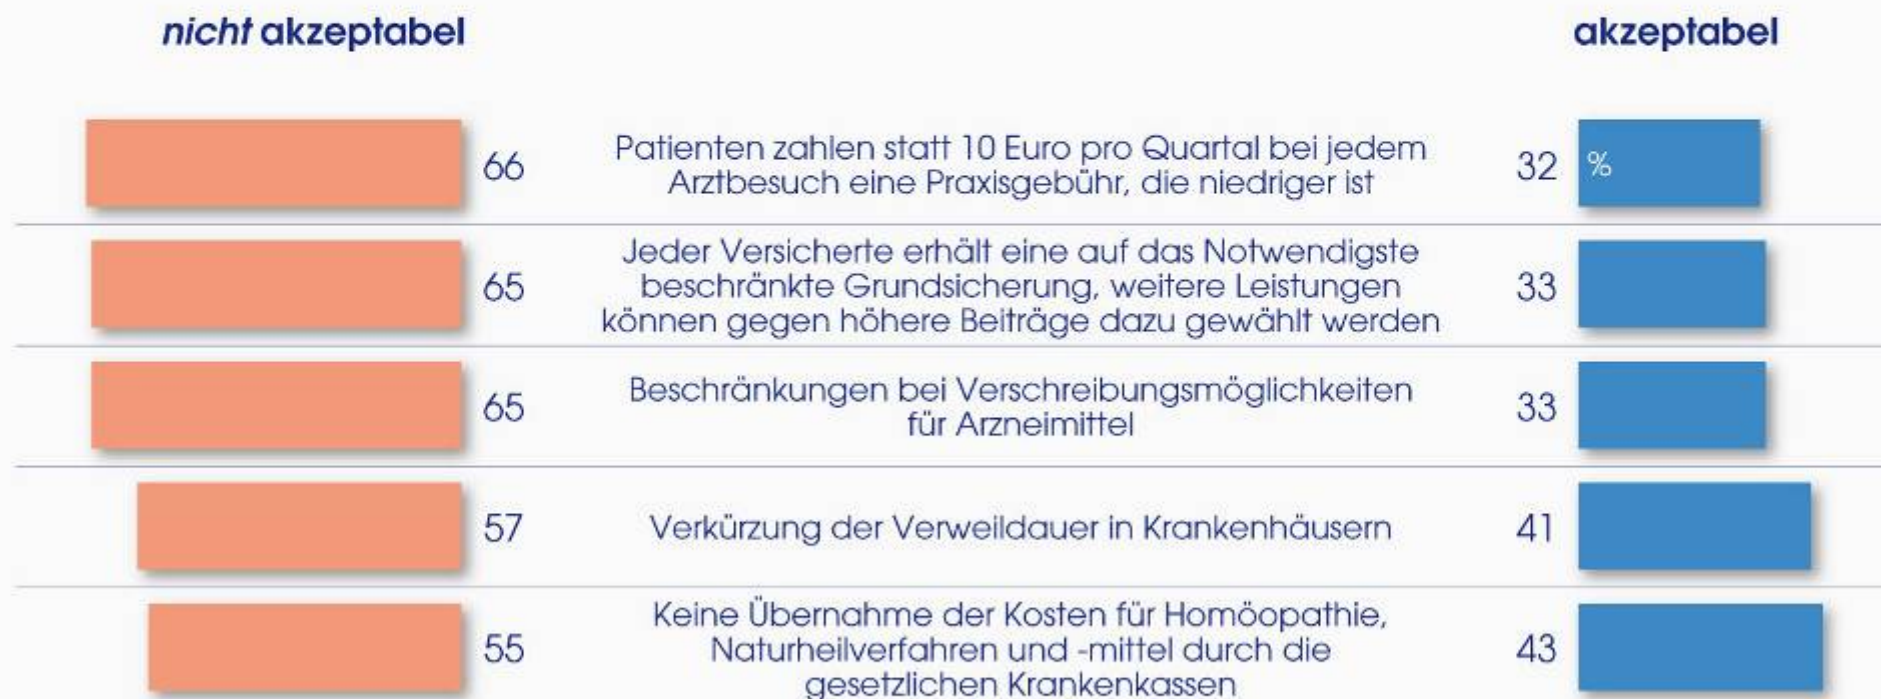 nicht akzeptabel
akzeptabel
66
Patienten zahlen statt 10 Euro pro Quartal bei jedem
Arztbesuch eine Praxisgebühr, die niedriger ist
32 %
65
Jeder Versicherte erhält eine auf das Notwendigste
beschränkte Grundsicherung, weitere Leistungen
können gegen höhere Beiträge dazu gewählt werden
33
65
Beschränkungen bei Verschreibungsmöglichkeiten
für Arzneimittel
33
57
Verkürzung der Verweildauer in Krankenhäusern
41
55
Keine Übernahme der Kosten für Homöopathie,
Naturheilverfahren und -mittel durch die
gesetzlichen Krankenkassen
43